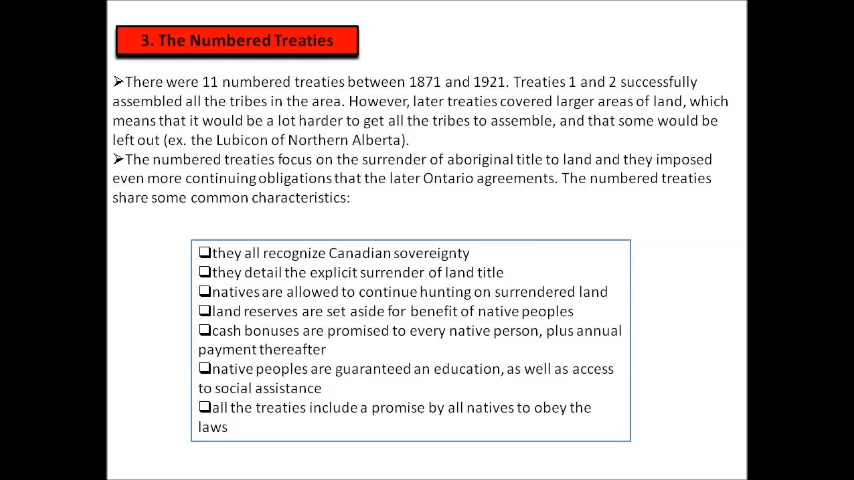 3. The Numbered Treaties
➢There were 11 numbered treaties between 1871 and 1921. Treaties 1 and 2 successfully
assembled all the tribes in the area. However, later treaties covered larger areas of land, which
means that it would be a lot harder to get all the tribes to assemble, and that some would be
left out (ex. the Lubicon of Northern Alberta).
➢The numbered treaties focus on the surrender of aboriginal title to land and they imposed
even more continuing obligations that the later Ontario agreements. The numbered treaties
share some common characteristics:
❑they all recognize Canadian sovereignty
❑they detail the explicit surrender of land title
❑natives are allowed to continue hunting on surrendered land
❑land reserves are set aside for benefit of native peoples
❑cash bonuses are promised to every native person, plus annual
payment thereafter
❑native peoples are guaranteed an education, as well as access
to social assistance
❑all the treaties include a promise by all natives to obey the
laws